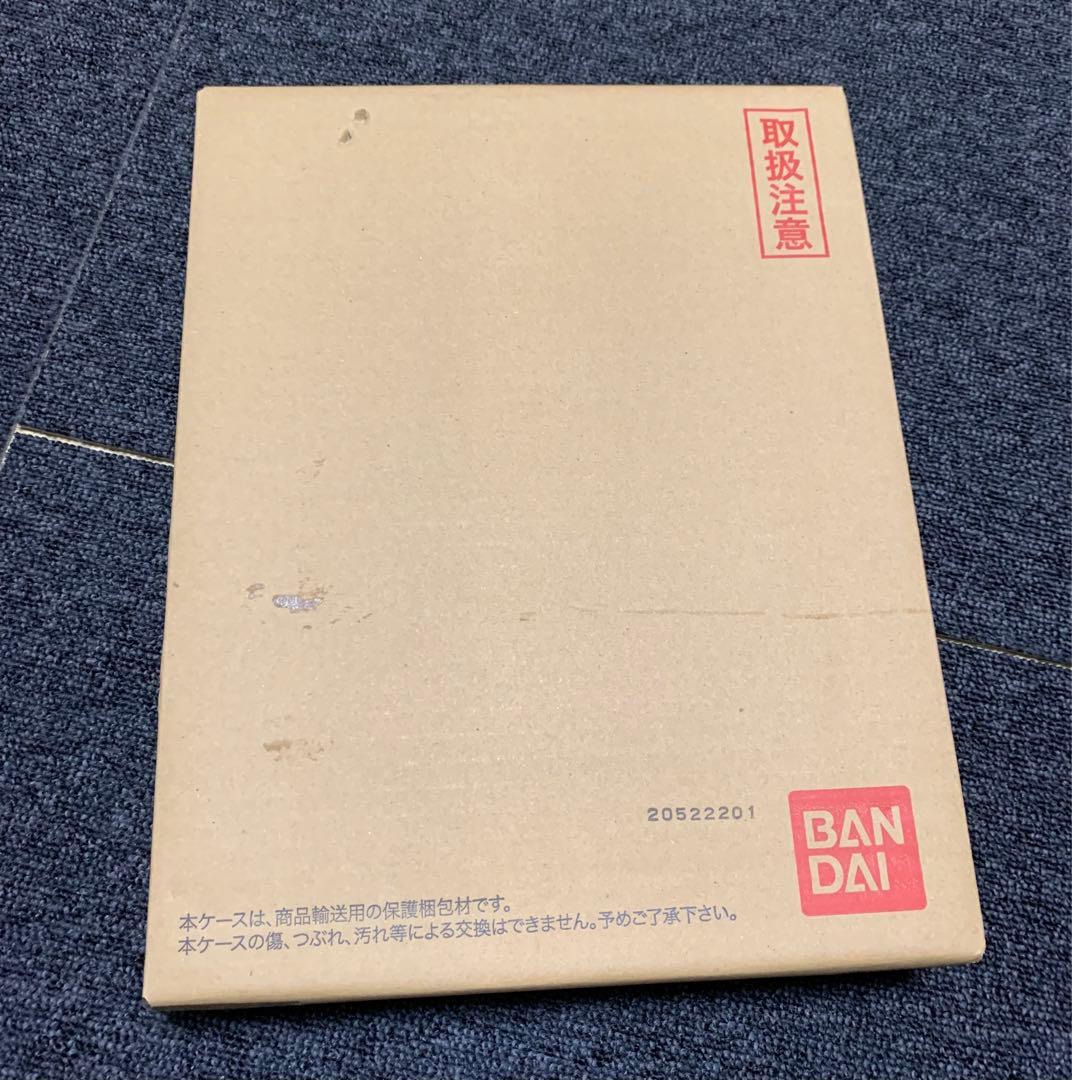 取扱注意
20522201
BAN
DAI
本ケースは、商品輸送用の保護梱包材です。
本ケースの傷、つぶれ、汚れ等による交換はできません。予めご了承下さい。